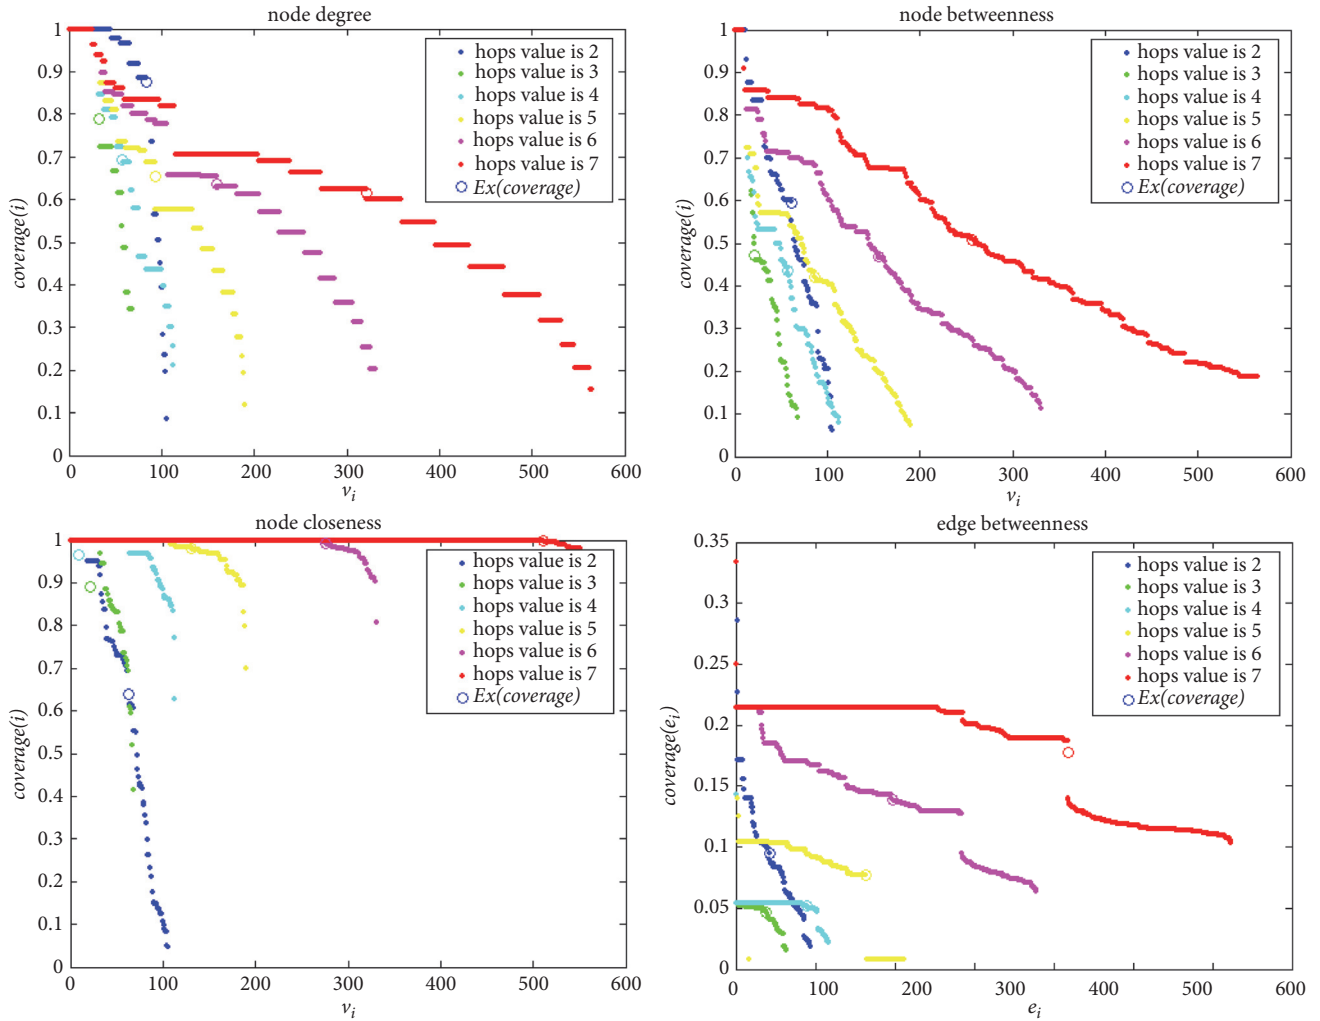 node degree
1
0.9
0.8
0.7
0.6
0.5
0.4
0.3
0.2
0.1
0
coverage(i)
hops value is 2
hops value is 3
hops value is 4
hops value is 5
hops value is 6
hops value is 7
Ex(coverage)
0 100 200 300 400 500 600
v_i
node betweenness
1
0.9
0.8
0.7
0.6
0.5
0.4
0.3
0.2
0.1
0
coverage(i)
hops value is 2
hops value is 3
hops value is 4
hops value is 5
hops value is 6
hops value is 7
Ex(coverage)
0 100 200 300 400 500 600
v_i
node closeness
1
0.9
0.8
0.7
0.6
0.5
0.4
0.3
0.2
0.1
0
coverage(i)
hops value is 2
hops value is 3
hops value is 4
hops value is 5
hops value is 6
hops value is 7
Ex(coverage)
0 100 200 300 400 500 600
v_i
edge betweenness
0.35
0.3
0.25
0.2
0.15
0.1
0.05
0
coverage(e_i)
hops value is 2
hops value is 3
hops value is 4
hops value is 5
hops value is 6
hops value is 7
Ex(coverage)
0 100 200 300 400 500 600
e_i